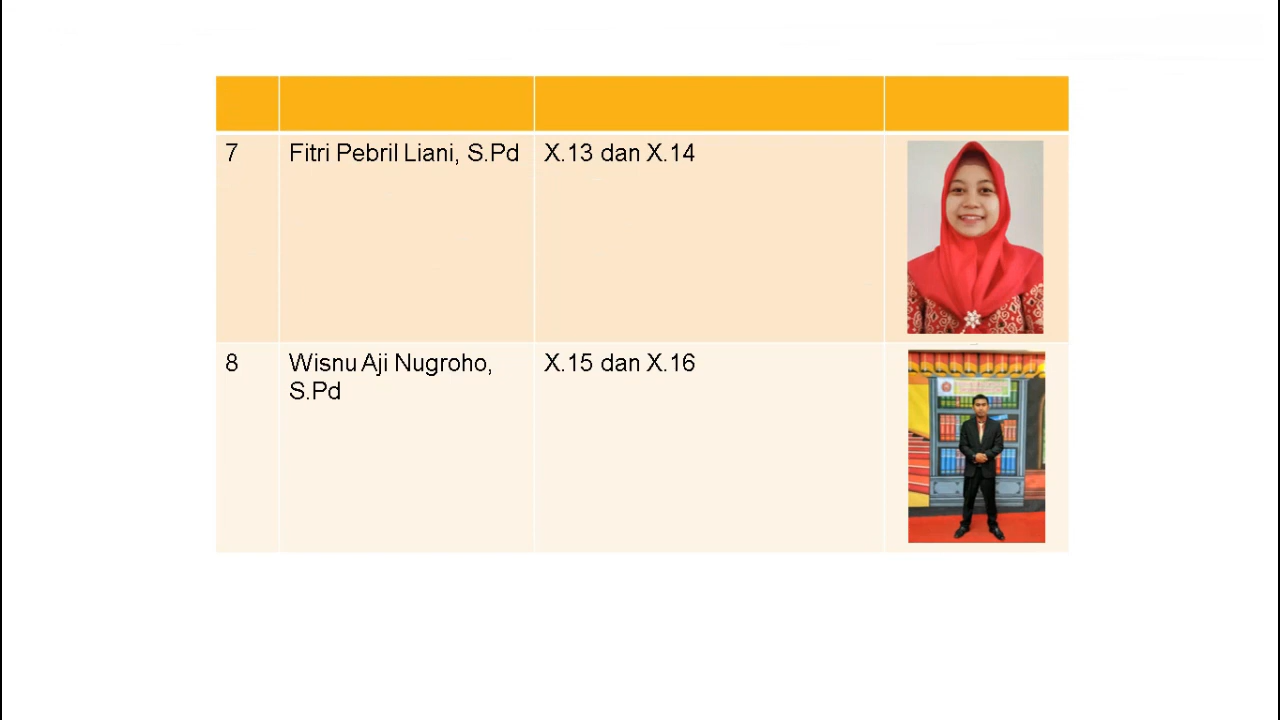 7 Fitri Pebril Liani, S.Pd X.13 dan X.14
8 Wisnu Aji Nugroho, X.15 dan X.16
S.Pd